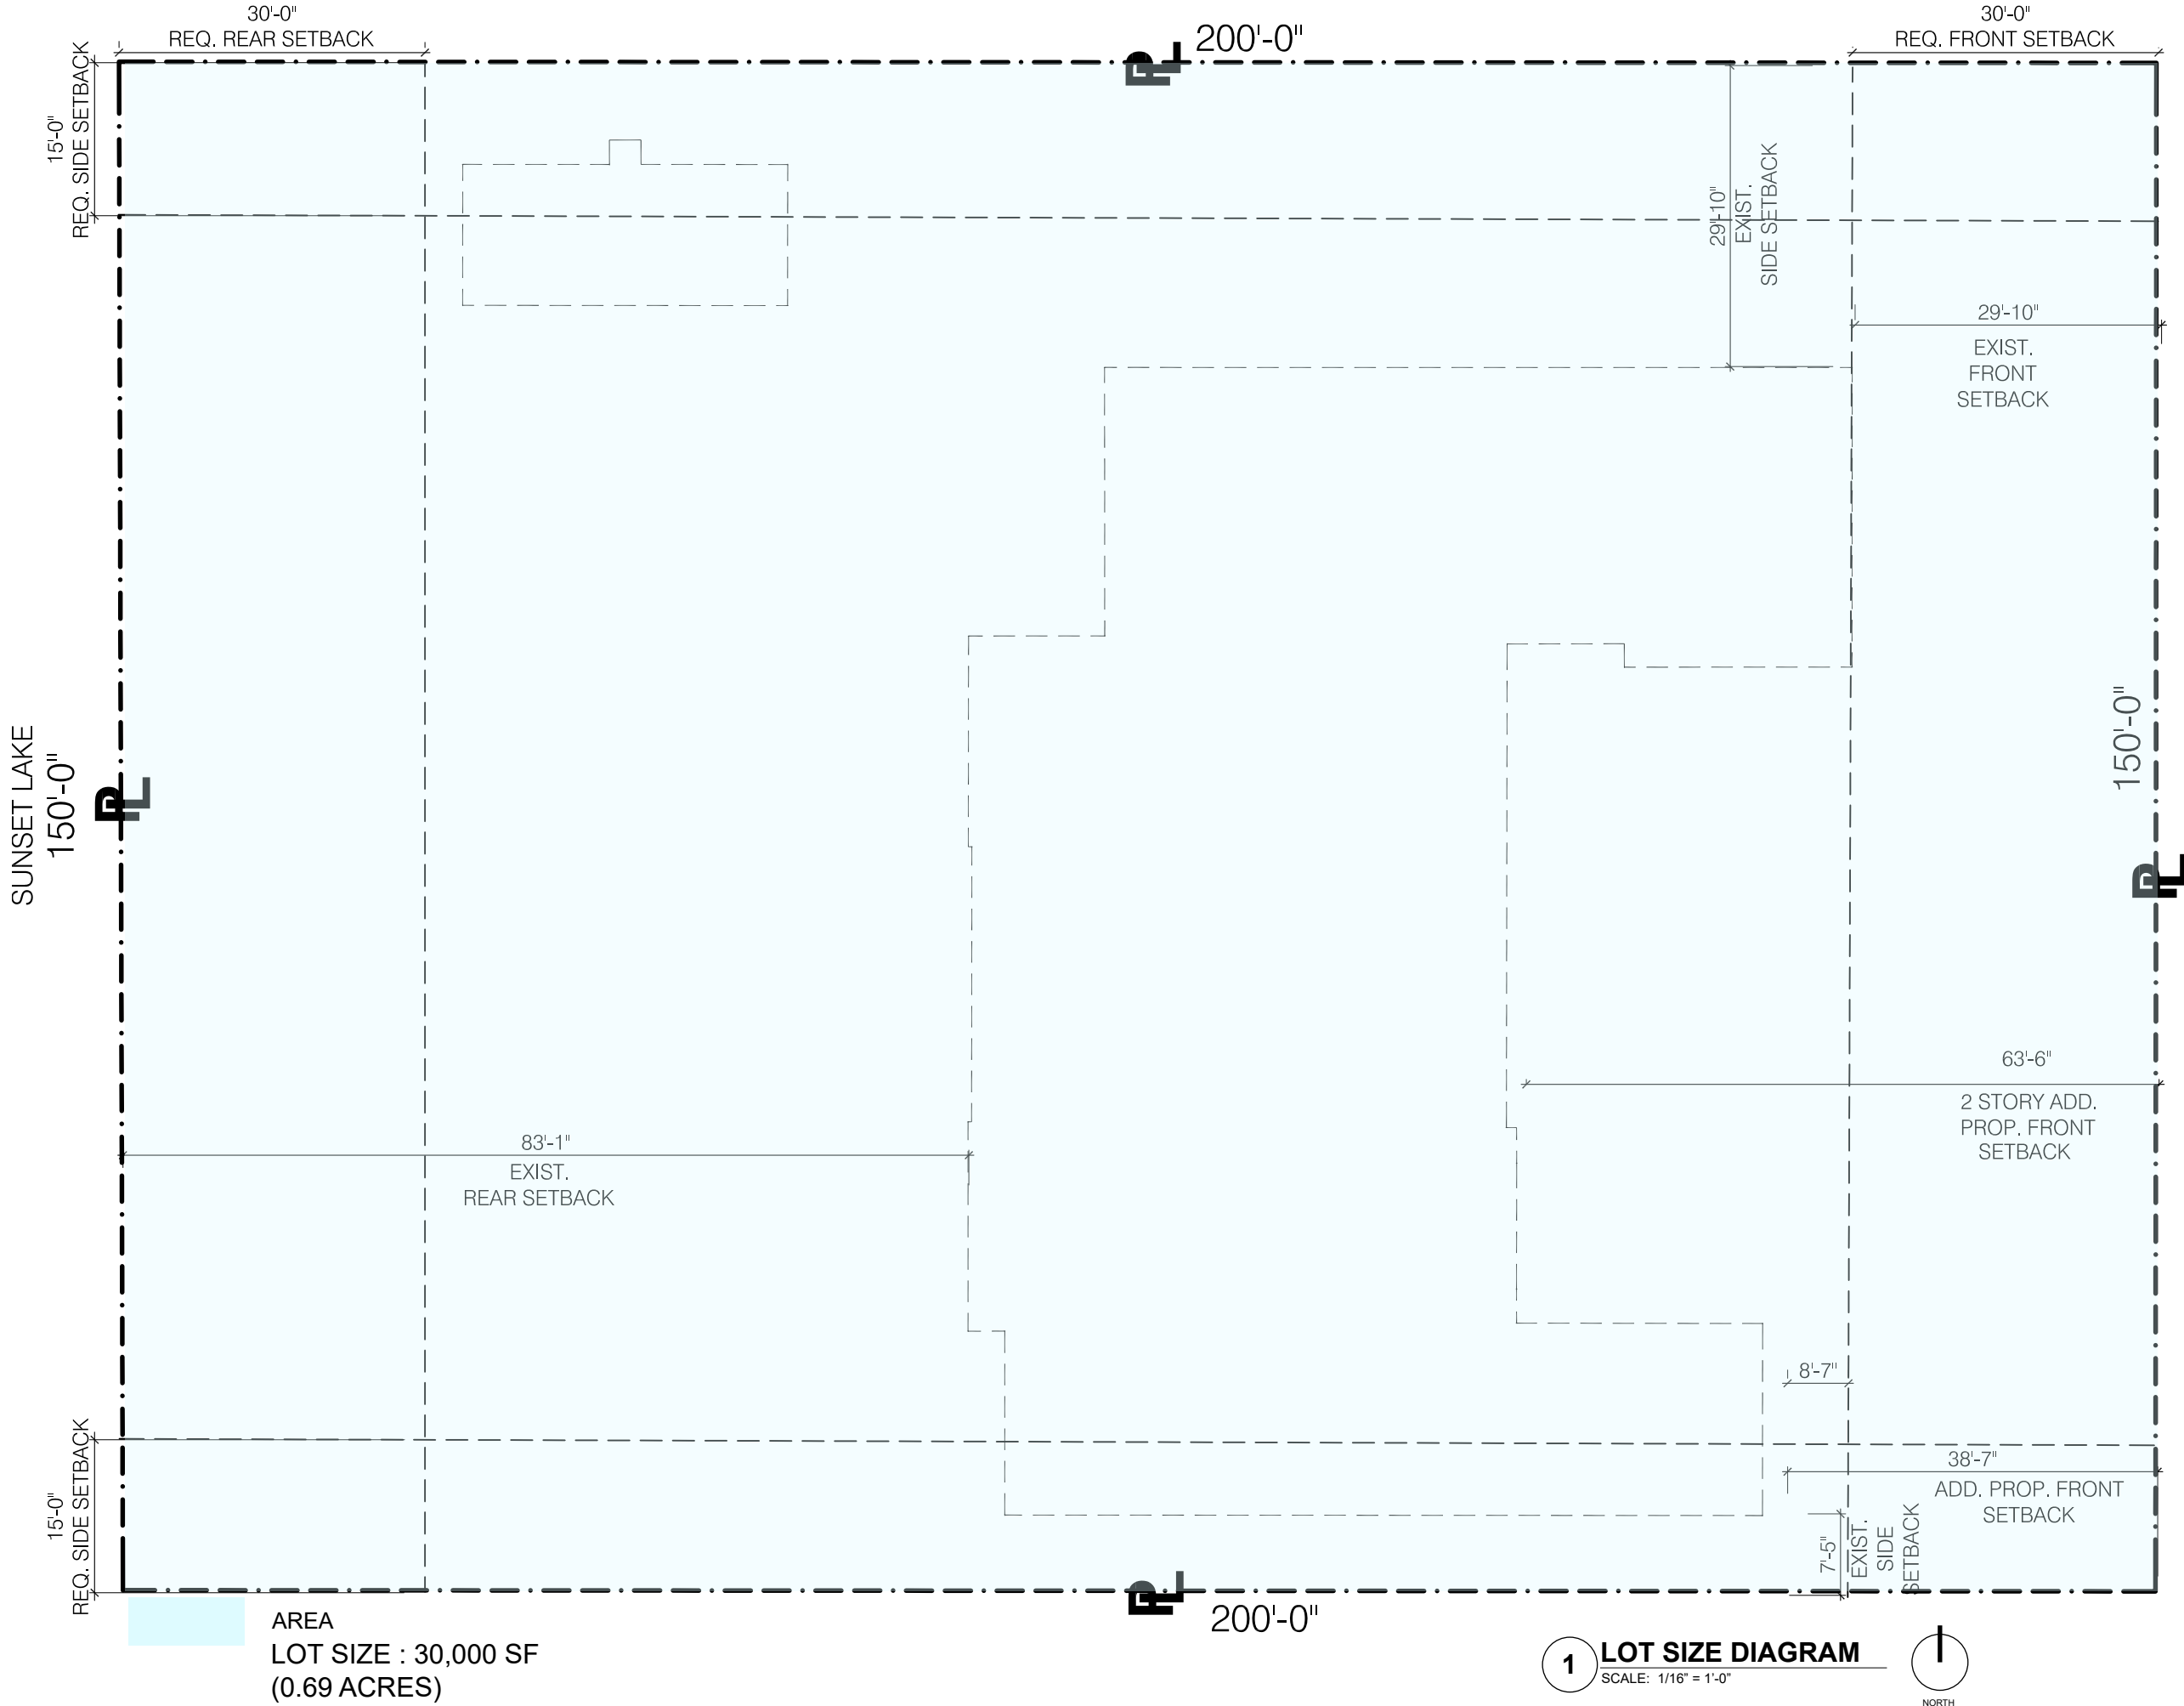 30'-0"
REQ. REAR SETBACK
200'-0"
30'-0"
REQ. FRONT SETBACK
PL
15'-0"
REQ. SIDE SETBACK
29'-10"
EXIST.
SIDE SETBACK
29'-10"
EXIST.
FRONT
SETBACK
SUNSET LAKE
150'-0"
PL
150'-0"
PL
63'-6"
2 STORY ADD.
PROP. FRONT
SETBACK
83'-1"
EXIST.
REAR SETBACK
8'-7"
38'-7"
ADD. PROP. FRONT
SETBACK
15'-0"
REQ. SIDE SETBACK
7'-5"
EXIST.
SIDE
SETBACK
PL
200'-0"
AREA
LOT SIZE : 30,000 SF
(0.69 ACRES)
1
LOT SIZE DIAGRAM
SCALE: 1/16" = 1'-0"
NORTH